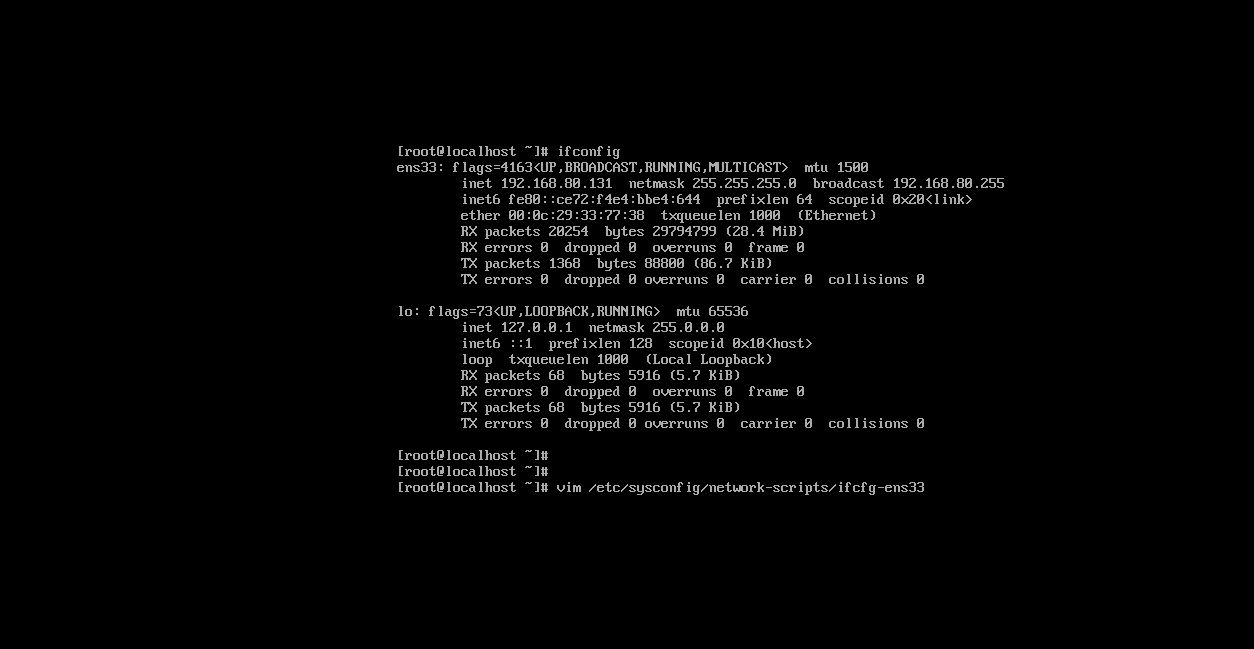 [root@localhost ~]# ifconfig
ens33: flags=4163<UP,BROADCAST,RUNNING,MULTICAST>  mtu 1500
        inet 192.168.80.131  netmask 255.255.255.0  broadcast 192.168.80.255
        inet6 fe80::ce72:f4e4:bbe4:644  prefixlen 64  scopeid 0x20<link>
        ether 00:0c:29:33:77:38  txqueuelen 1000  (Ethernet)
        RX packets 20254  bytes 29794799 (28.4 MiB)
        RX errors 0  dropped 0  overruns 0  frame 0
        TX packets 1368  bytes 88800 (86.7 KiB)
        TX errors 0  dropped 0 overruns 0  carrier 0  collisions 0

lo: flags=73<UP,LOOPBACK,RUNNING>  mtu 65536
        inet 127.0.0.1  netmask 255.0.0.0
        inet6 ::1  prefixlen 128  scopeid 0x10<host>
        loop  txqueuelen 1000  (Local Loopback)
        RX packets 68  bytes 5916 (5.7 KiB)
        RX errors 0  dropped 0  overruns 0  frame 0
        TX packets 68  bytes 5916 (5.7 KiB)
        TX errors 0  dropped 0 overruns 0  carrier 0  collisions 0

[root@localhost ~]#
[root@localhost ~]#
[root@localhost ~]# vim /etc/sysconfig/network-scripts/ifcfg-ens33